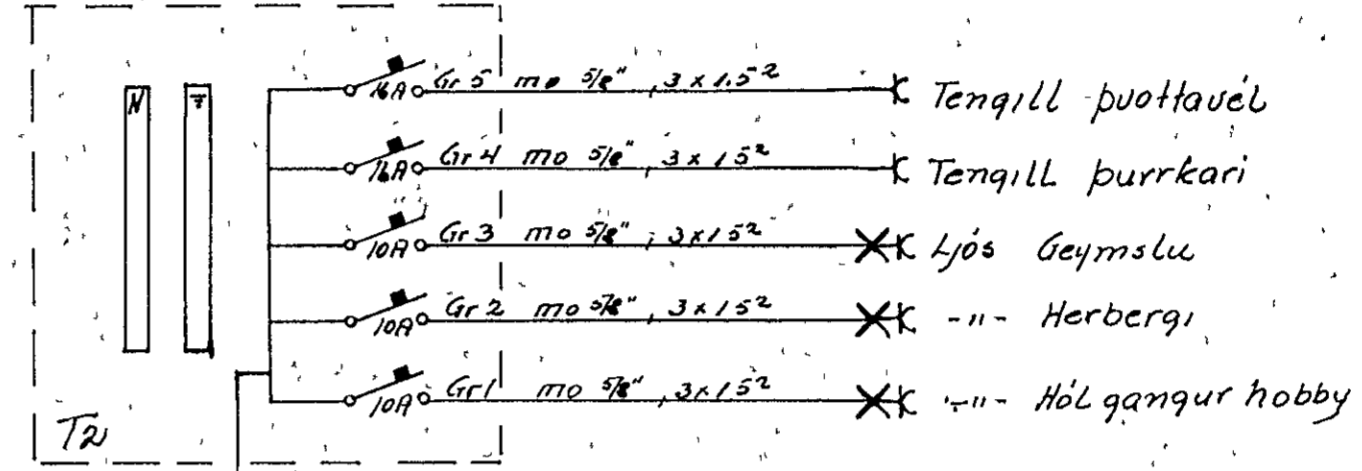 N
16A Gr 5 mo 5/8", 3 x 1.5² Tengill þvottavél
16A Gr 4 mo 5/8", 3 x 1 5² Tengill þurrkari
10A Gr 3 mo 5/8", 3 x 1 5² Ljós Geymslu
10A Gr 2 mo 5/8", 3 x 1 5² -"- Herbergi
10A Gr 1 mo 5/8", 3 x 1 5² -"- Hól gangur hobby
T2